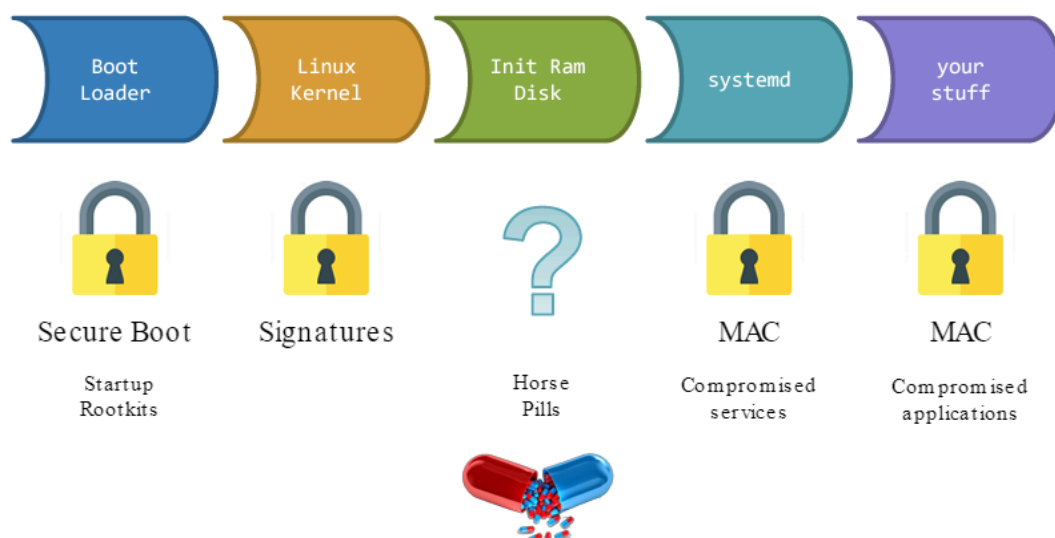 Boot
Loader
Linux
Kernel
Init Ram
Disk
systemd
your
stuff
?
Secure Boot
Signatures
MAC
MAC
Startup
Rootkits
Horse
Pills
Compromised
services
Compromised
applications